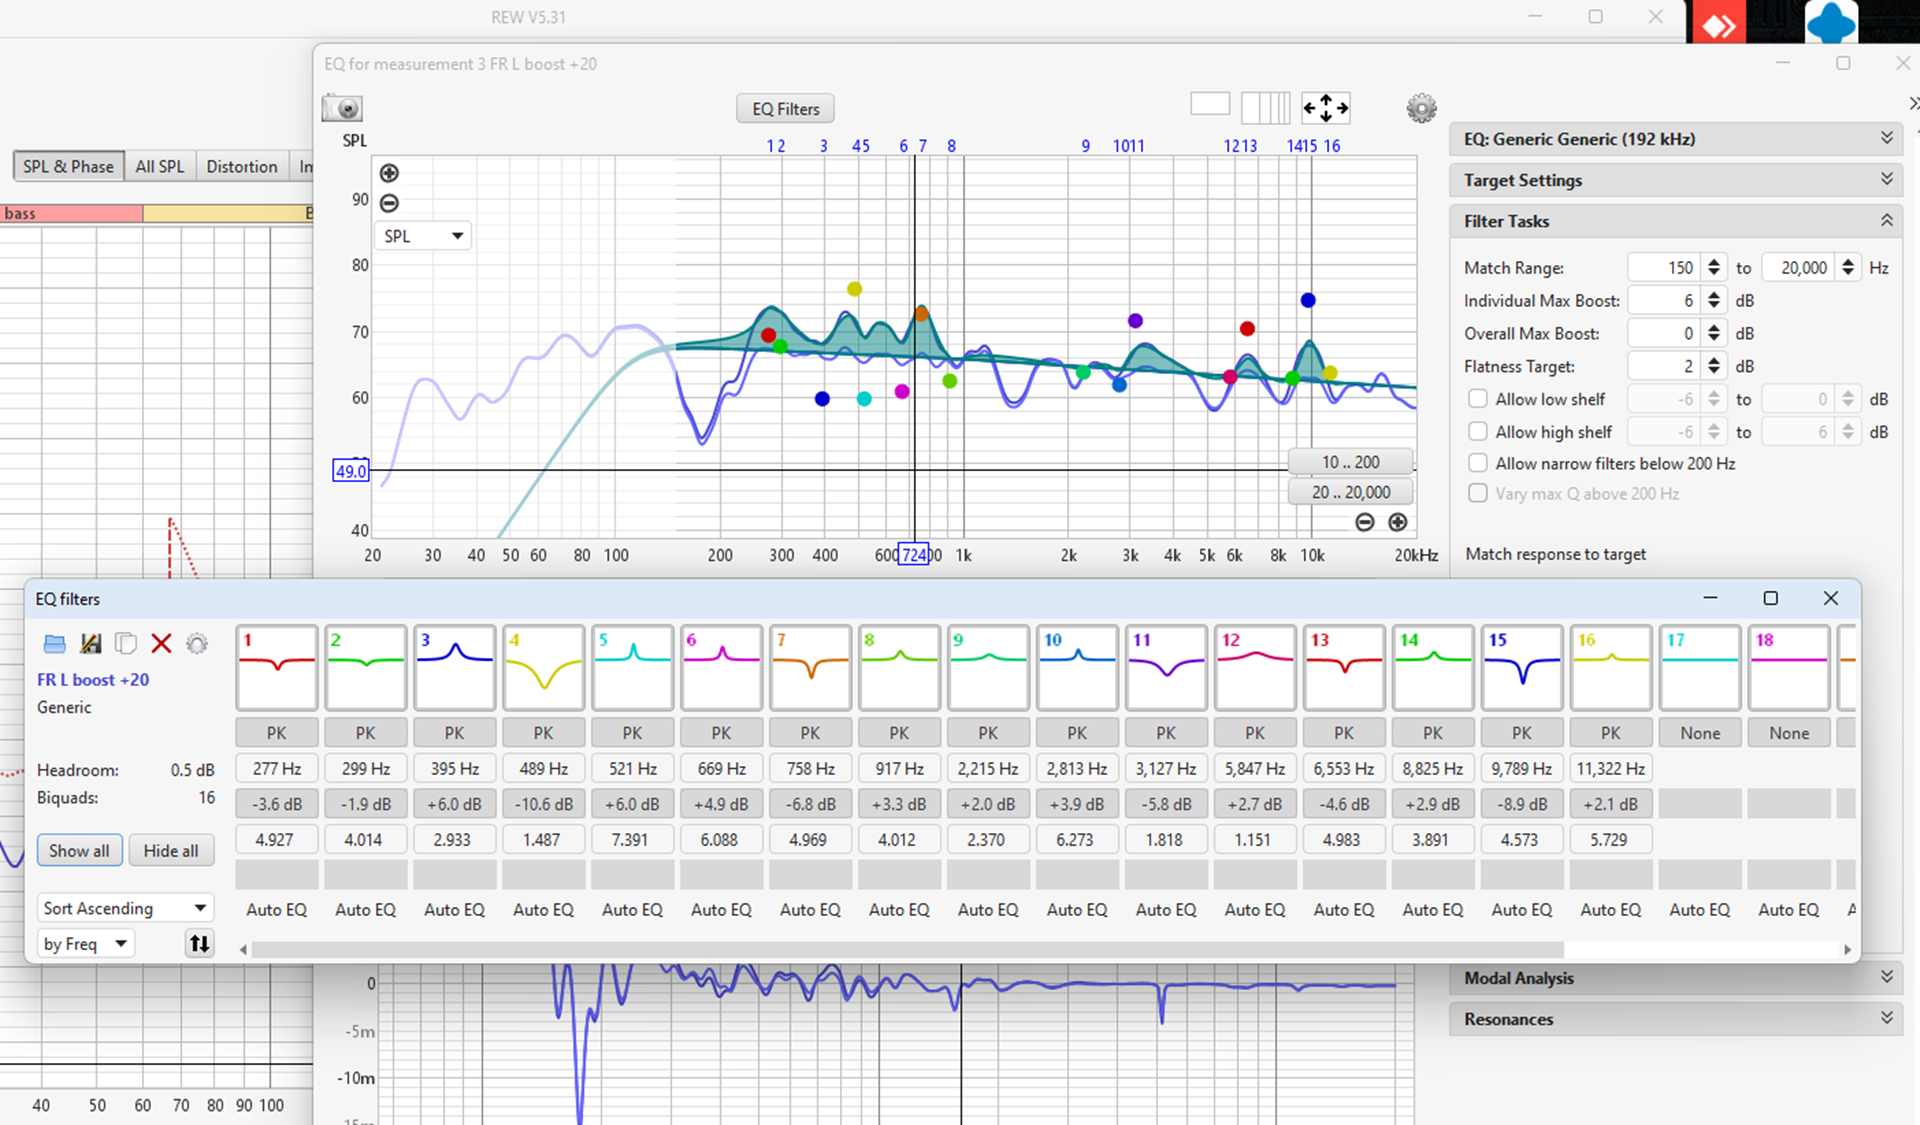 REW V5.31
EQ for measurement 3 FR L boost +20
EQ Filters
SPL
1 2 3 45 6 7 8 9 1011 1213 1415 16
SPL & Phase All SPL Distortion
bass
SPL
90
80
70
60
49.0
40
10 .. 200
20 .. 20,000
20 30 40 50 60 80 100 200 300 400 724 1k 2k 3k 4k 5k 6k 8k 10k 20kHz
EQ: Generic Generic (192 kHz)
Target Settings
Filter Tasks
Match Range: 150 to 20,000 Hz
Individual Max Boost: 6 dB
Overall Max Boost: 0 dB
Flatness Target: 2 dB
Allow low shelf -6 to 0 dB
Allow high shelf -6 to 6 dB
Allow narrow filters below 200 Hz
Vary max Q above 200 Hz
Match response to target
EQ filters
FR L boost +20
Generic
Headroom: 0.5 dB
Biquads: 16
Show all Hide all
Sort Ascending
by Freq
1 2 3 4 5 6 7 8 9 10 11 12 13 14 15 16 17 18
PK PK PK PK PK PK PK PK PK PK PK PK PK PK PK PK None None
277 Hz 299 Hz 395 Hz 489 Hz 521 Hz 669 Hz 758 Hz 917 Hz 2,215 Hz 2,813 Hz 3,127 Hz 5,847 Hz 6,553 Hz 8,825 Hz 9,789 Hz 11,322 Hz
-3.6 dB -1.9 dB +6.0 dB -10.6 dB +6.0 dB +4.9 dB -6.8 dB +3.3 dB +2.0 dB +3.9 dB -5.8 dB +2.7 dB -4.6 dB +2.9 dB -8.9 dB +2.1 dB
4.927 4.014 2.933 1.487 7.391 6.088 4.969 4.012 2.370 6.273 1.818 1.151 4.983 3.891 4.573 5.729
Auto EQ Auto EQ Auto EQ Auto EQ Auto EQ Auto EQ Auto EQ Auto EQ Auto EQ Auto EQ Auto EQ Auto EQ Auto EQ Auto EQ Auto EQ Auto EQ Auto EQ Auto EQ
Modal Analysis
Resonances
0
-5m
-10m
40 50 60 70 80 90 100